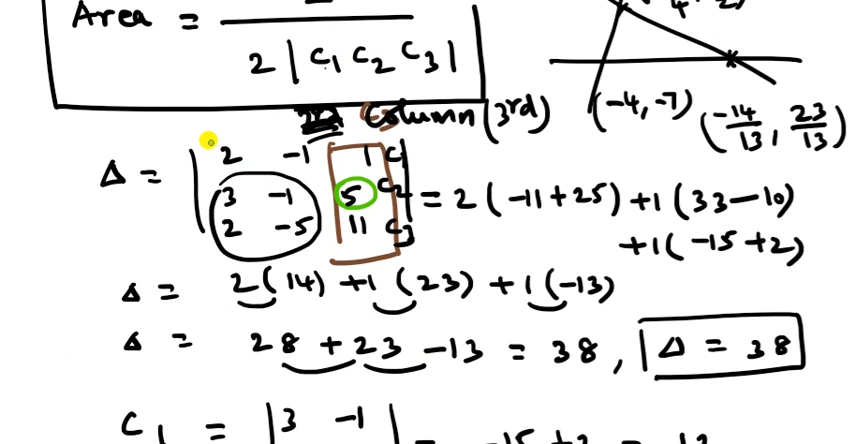 Area = ———
2 | C1 C2 C3 |
(-4, -7) (-14/13, 23/13)
Column (3rd)
Δ = | 2 -1 1 | C1
| 3 -1 5 | C2 = 2 (-11+25) +1 (33-10)
| 2 -5 11 | C3 +1(-15+2)
Δ = 2(14) +1 (23) +1(-13)
Δ = 28 + 23 -13 = 38, Δ = 38
C1 = | 3 -1 | =